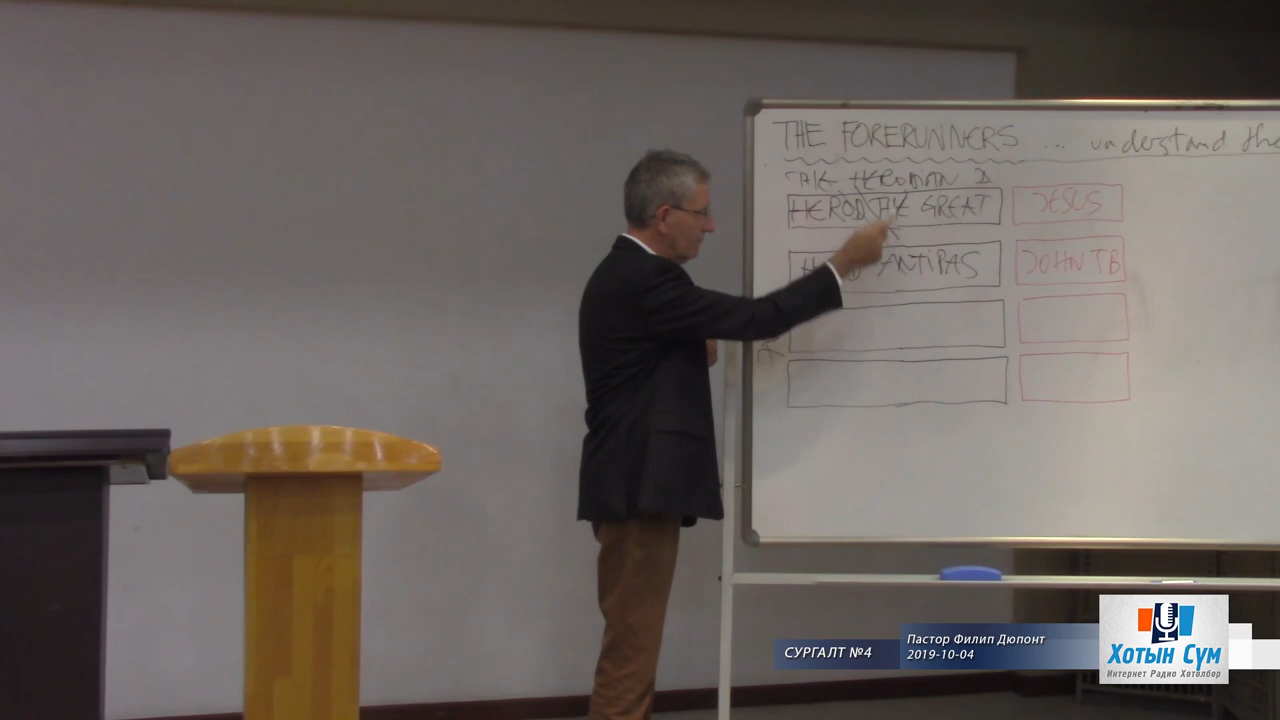 THE FORERUNNERS ... understand the
HEROD THE GREAT
JESUS
ANTIPAS
JOHN TB
СУРГАЛТ №4
Пастор Филип Дюпонт
2019-10-04
Хотын Сүм
Интернет Радио Хөтөлбөр